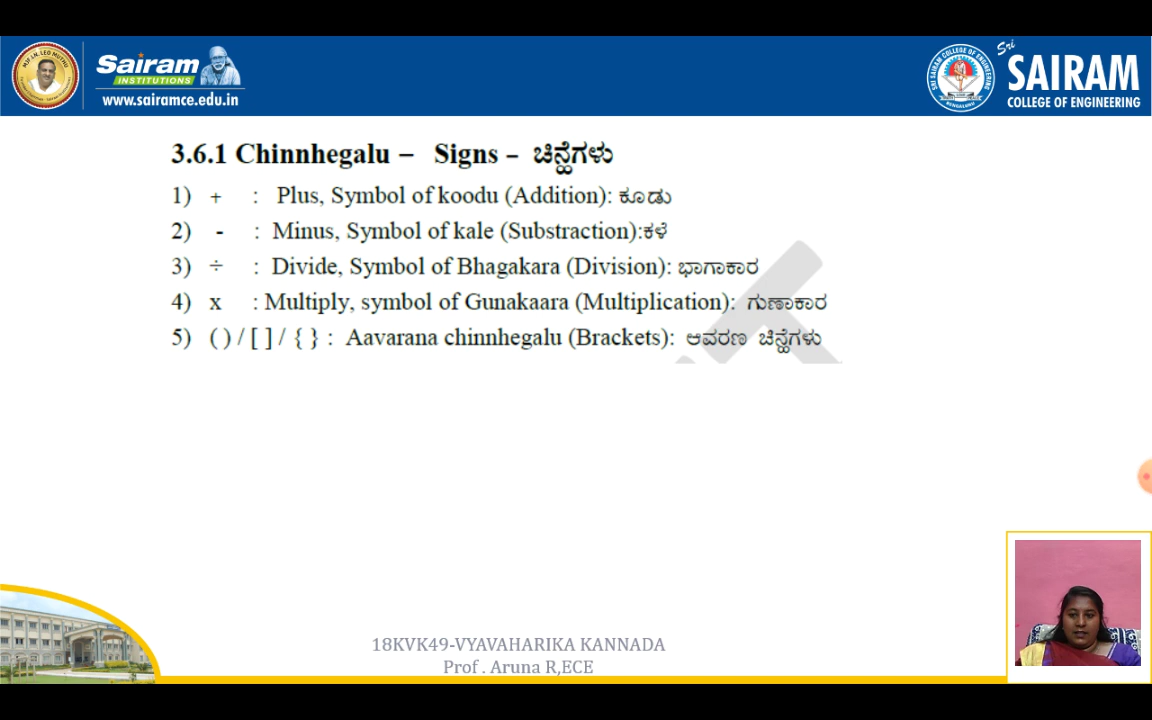 Sairam
INSTITUTIONS
www.sairamce.edu.in
Sri
SAIRAM
COLLEGE OF ENGINEERING
3.6.1 Chinnhegalu – Signs – ಚಿನ್ಹೆಗಳು
1) + : Plus, Symbol of koodu (Addition): ಕೂಡು
2) - : Minus, Symbol of kale (Substraction):ಕಳೆ
3) ÷ : Divide, Symbol of Bhagakara (Division): ಭಾಗಾಕಾರ
4) x : Multiply, symbol of Gunakaara (Multiplication): ಗುಣಾಕಾರ
5) ( ) / [ ] / { } : Aavarana chinnhegalu (Brackets): ಆವರಣ ಚಿನ್ಹೆಗಳು
18KVK49-VYAVAHARIKA KANNADA
Prof . Aruna R,ECE